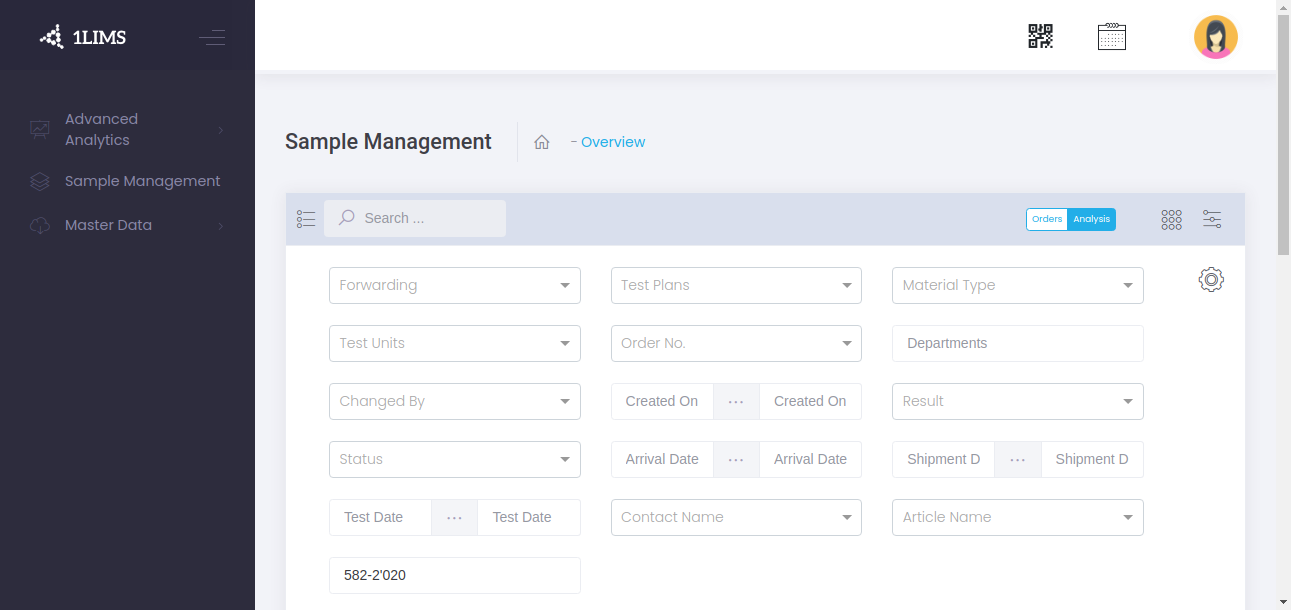 1LIMS
Advanced
Analytics
Sample Management
Master Data
Sample Management
- Overview
Search ...
Orders Analysis
Forwarding Test Plans Material Type
Test Units Order No. Departments
Changed By Created On ... Created On Result
Status Arrival Date ... Arrival Date Shipment D ... Shipment D
Test Date ... Test Date Contact Name Article Name
582-2'020